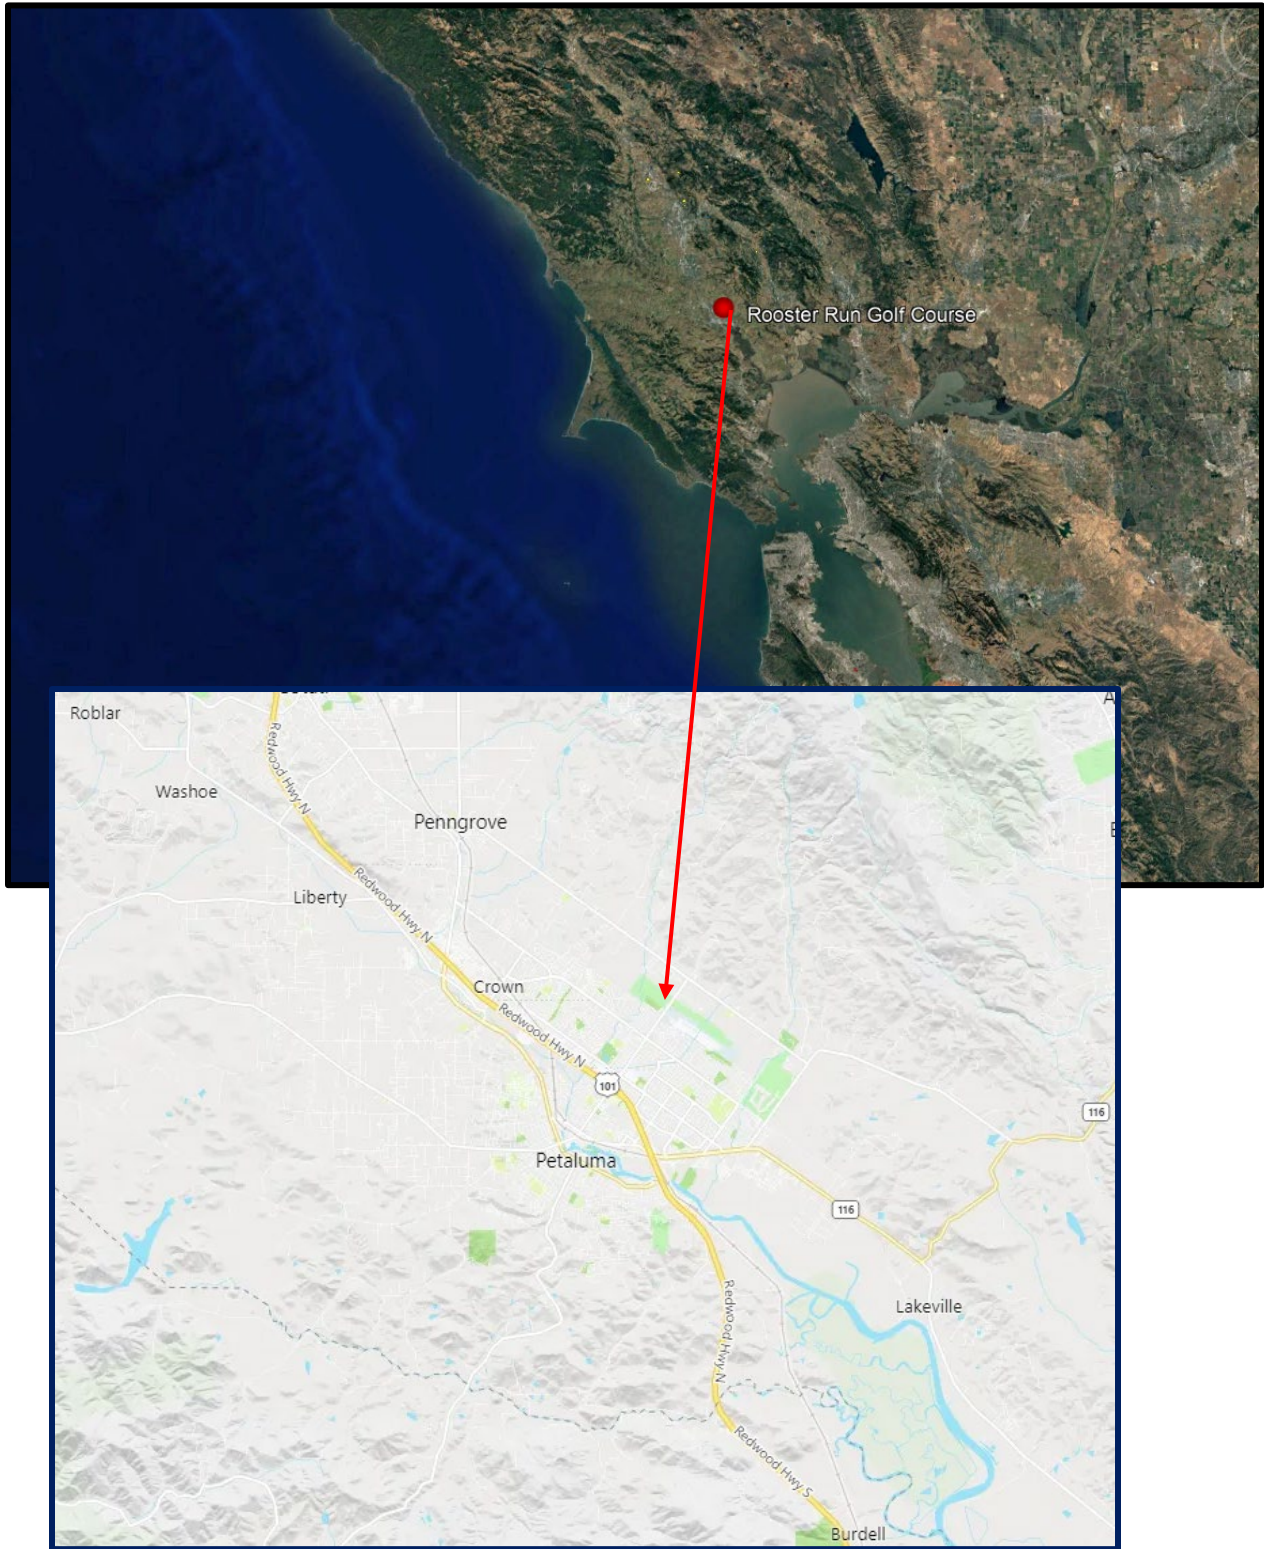 Rooster Run Golf Course
Roblar
Redwood Hwy N
Washoe
Penngrove
Liberty
Redwood Hwy N
Crown
Redwood Hwy N
101
116
Petaluma
116
Redwood Hwy N
Lakeville
Redwood Hwy S
Burdell